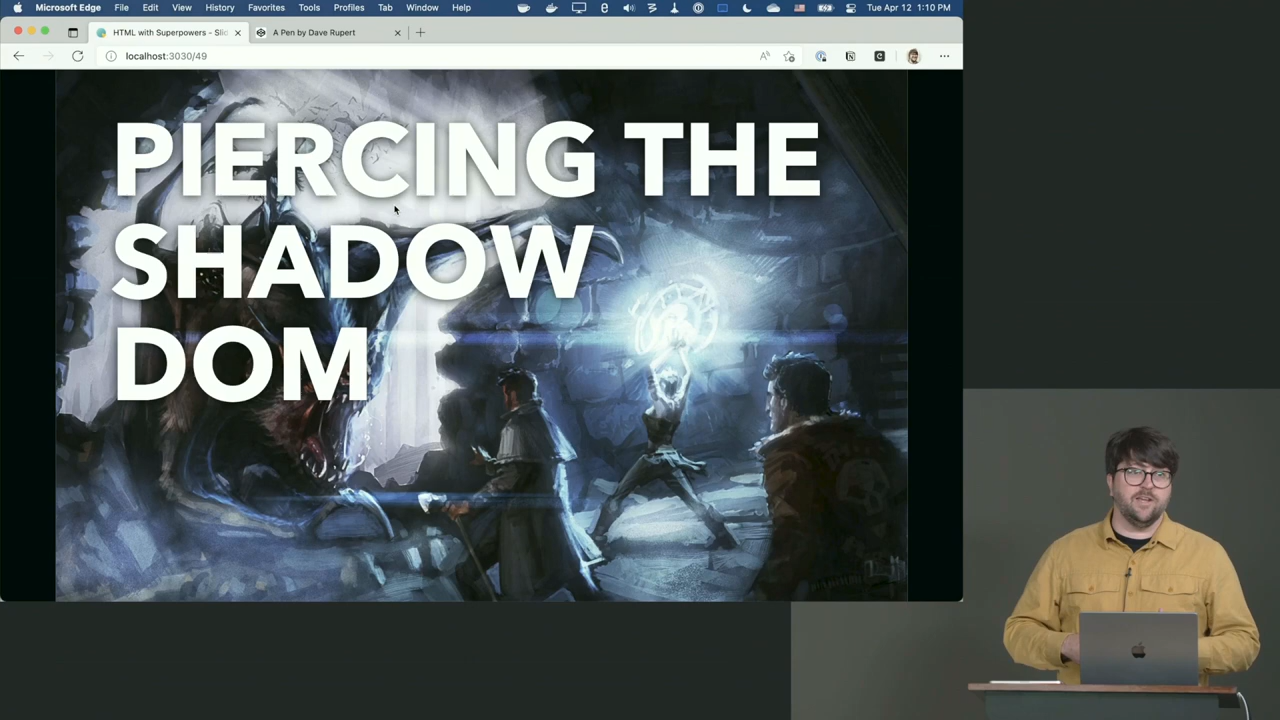 Microsoft Edge File Edit View History Favorites Tools Profiles Tab Window Help Tue Apr 12 1:10 PM
HTML with Superpowers - Slid A Pen by Dave Rupert
localhost:3030/49
PIERCING THE
SHADOW
DOM